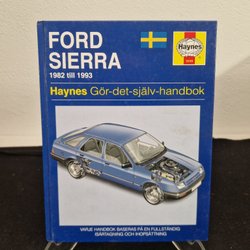 FORD
SIERRA
1982 till 1993
Haynes
Haynes Gör-det-själv-handbok
VARJE HANDBOK BASERAS PÅ EN FULLSTÄNDIG
ISÄRTAGNING OCH IHOPSÄTTNING